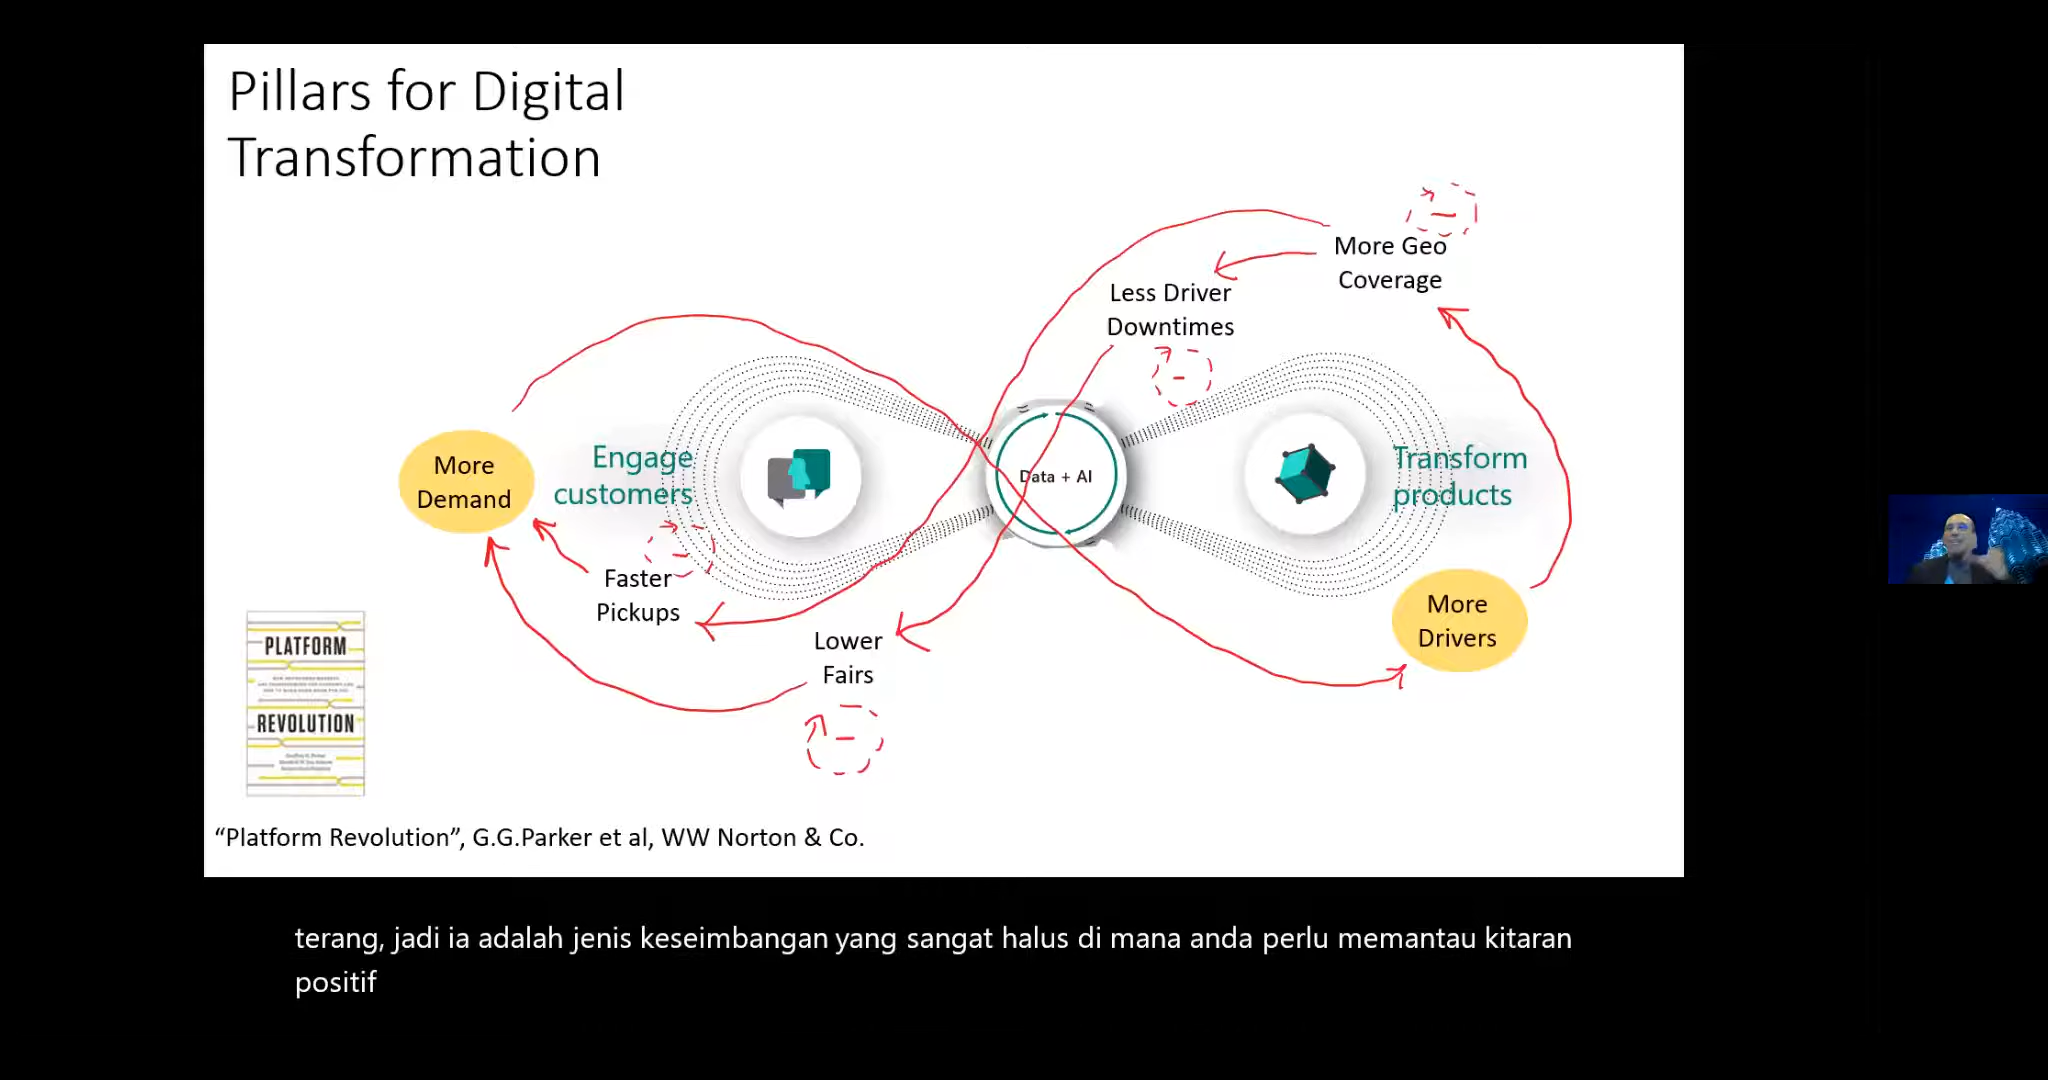 Pillars for Digital
Transformation
More Geo
Coverage
Less Driver
Downtimes
More
Demand
Engage
customers
Data + AI
Transform
products
Faster
Pickups
Lower
Fairs
More
Drivers
PLATFORM
REVOLUTION
“Platform Revolution”, G.G.Parker et al, WW Norton & Co.
terang, jadi ia adalah jenis keseimbangan yang sangat halus di mana anda perlu memantau kitaran
positif